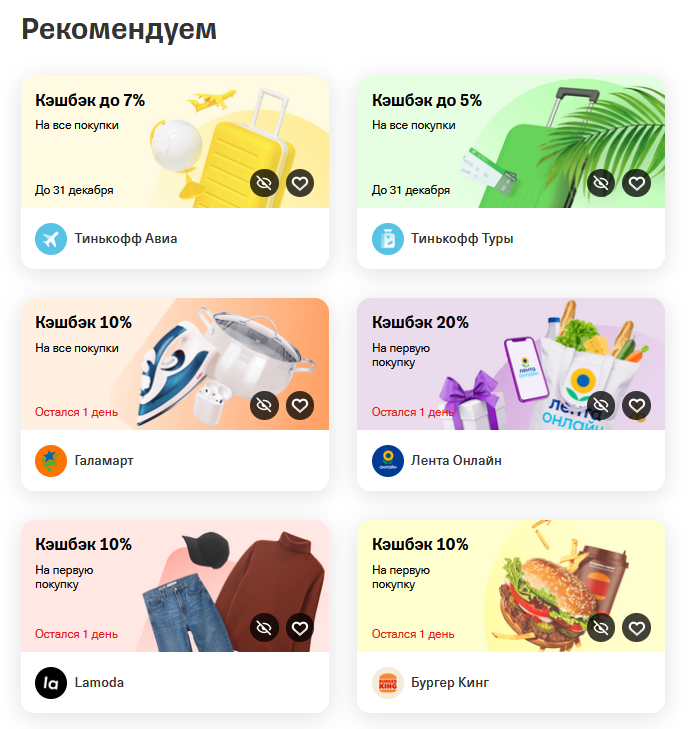 Рекомендуем
Кэшбэк до 7%
На все покупки
До 31 декабря
Тинькофф Авиа
Кэшбэк до 5%
На все покупки
До 31 декабря
Тинькофф Туры
Кэшбэк 10%
На все покупки
Остался 1 день
Галамарт
Кэшбэк 20%
На первую
покупку
Остался 1 день
лента
онлайн
лента
онлайн
онлайн
Лента Онлайн
Кэшбэк 10%
На первую
покупку
Остался 1 день
la
Lamoda
Кэшбэк 10%
На первую
покупку
Остался 1 день
BURGER
KING
Бургер Кинг